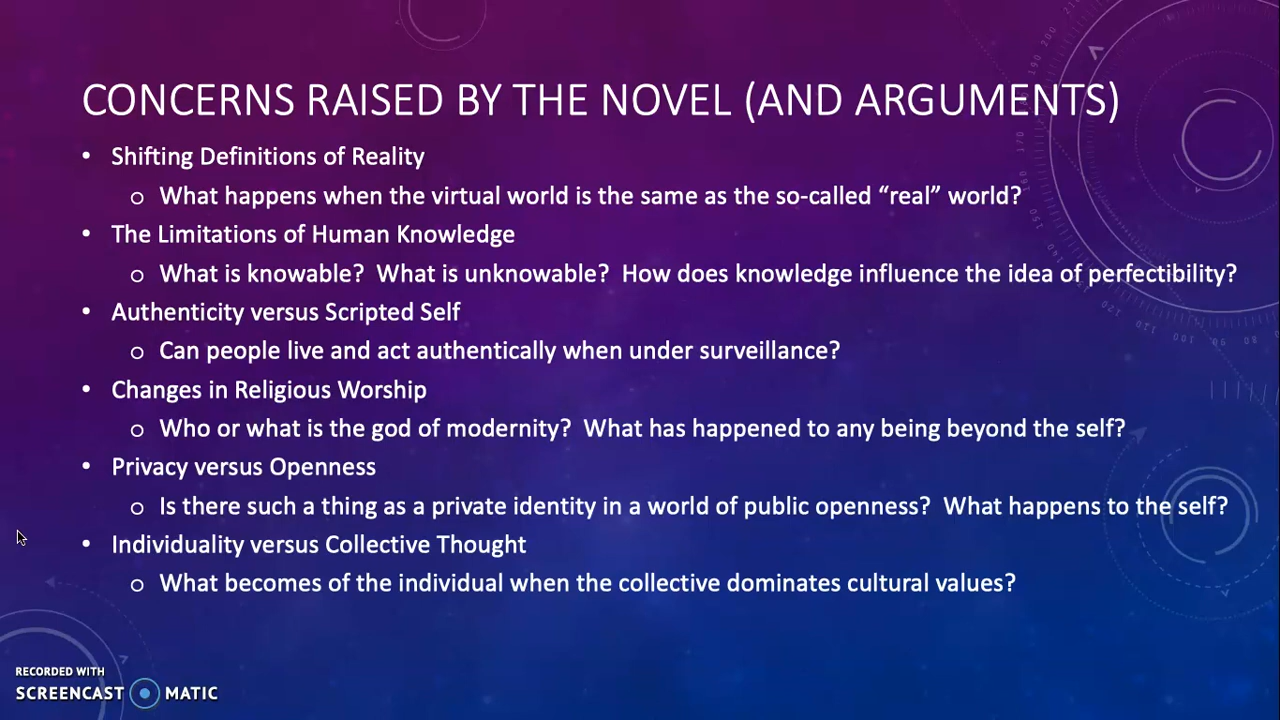 CONCERNS RAISED BY THE NOVEL (AND ARGUMENTS)
• Shifting Definitions of Reality
o What happens when the virtual world is the same as the so-called “real” world?
• The Limitations of Human Knowledge
o What is knowable?  What is unknowable?  How does knowledge influence the idea of perfectibility?
• Authenticity versus Scripted Self
o Can people live and act authentically when under surveillance?
• Changes in Religious Worship
o Who or what is the god of modernity?  What has happened to any being beyond the self?
• Privacy versus Openness
o Is there such a thing as a private identity in a world of public openness?  What happens to the self?
• Individuality versus Collective Thought
o What becomes of the individual when the collective dominates cultural values?
RECORDED WITH
SCREENCAST MATIC